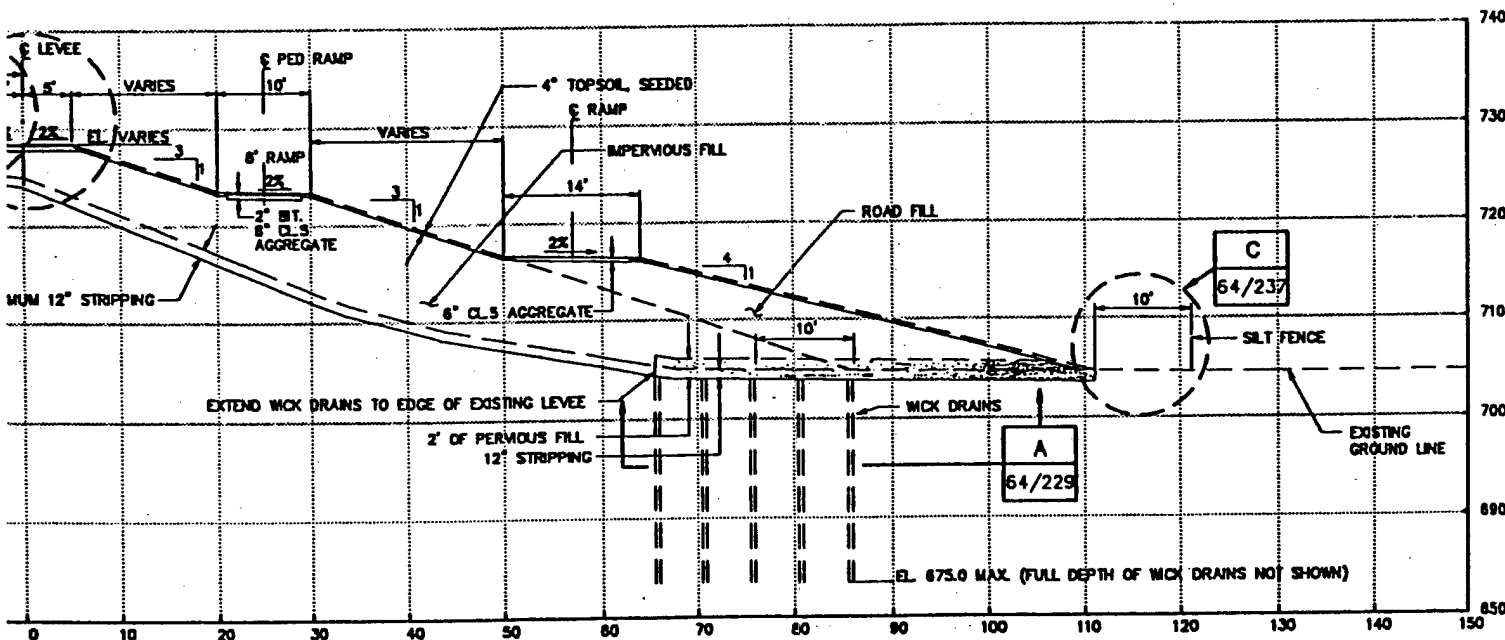 740
℄ LEVEE
℄ PED RAMP
5'
VARIES
10'
4" TOPSOIL, SEEDED
℄ RAMP
730
2%
EL VARIES
VARIES
IMPERVIOUS FILL
3
1
8' RAMP
2%
14'
ROAD FILL
720
2" BIT.
6" CL.5
AGGREGATE
3
1
2%
4
1
C
64/237
MUM 12" STRIPPING
6" CL.5 AGGREGATE
10'
710
10'
SILT FENCE
EXTEND WICK DRAINS TO EDGE OF EXISTING LEVEE
WICK DRAINS
700
2' OF PERVIOUS FILL
12" STRIPPING
A
64/229
EXISTING
GROUND LINE
690
EL 675.0 MAX. (FULL DEPTH OF WICK DRAINS NOT SHOWN)
0 10 20 30 40 50 60 70 80 90 100 110 120 130 140 150